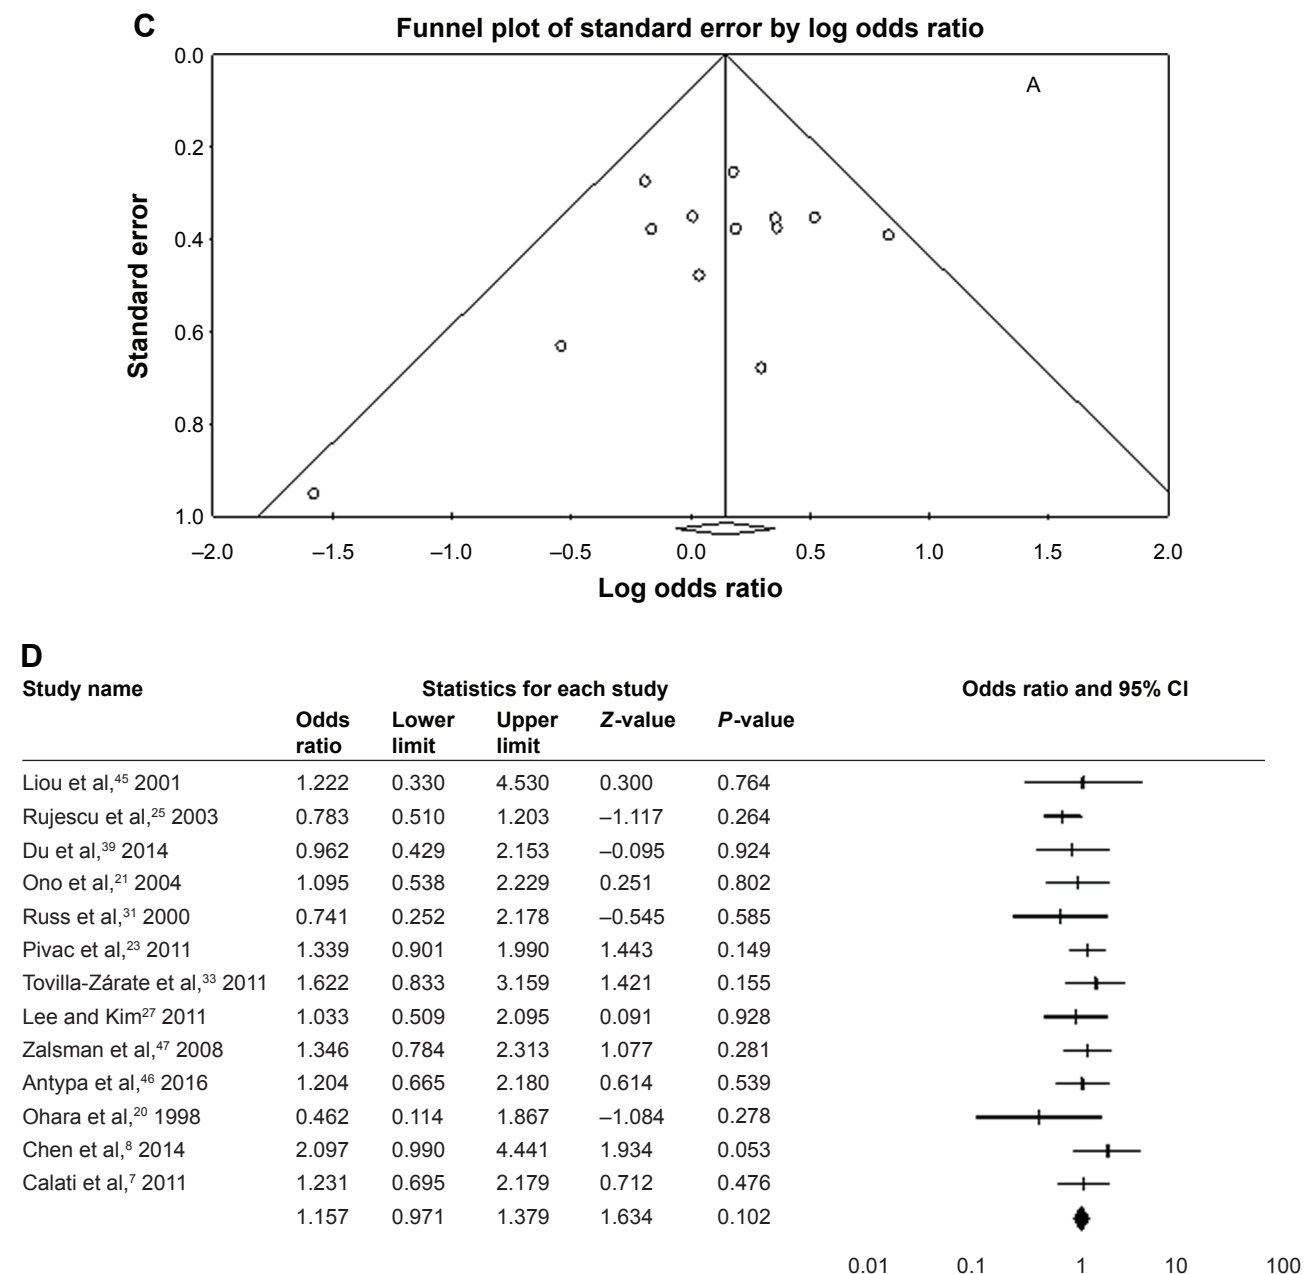 C
Funnel plot of standard error by log odds ratio
A
0.0
0.2
0.4
0.6
0.8
1.0
Standard error
–2.0 –1.5 –1.0 –0.5 0.0 0.5 1.0 1.5 2.0
Log odds ratio
D
Study name Statistics for each study Odds ratio and 95% CI
Odds ratio Lower limit Upper limit Z-value P-value
Liou et al,45 2001 1.222 0.330 4.530 0.300 0.764
Rujescu et al,25 2003 0.783 0.510 1.203 –1.117 0.264
Du et al,39 2014 0.962 0.429 2.153 –0.095 0.924
Ono et al,21 2004 1.095 0.538 2.229 0.251 0.802
Russ et al,31 2000 0.741 0.252 2.178 –0.545 0.585
Pivac et al,23 2011 1.339 0.901 1.990 1.443 0.149
Tovilla-Zárate et al,33 2011 1.622 0.833 3.159 1.421 0.155
Lee and Kim27 2011 1.033 0.509 2.095 0.091 0.928
Zalsman et al,47 2008 1.346 0.784 2.313 1.077 0.281
Antypa et al,46 2016 1.204 0.665 2.180 0.614 0.539
Ohara et al,20 1998 0.462 0.114 1.867 –1.084 0.278
Chen et al,8 2014 2.097 0.990 4.441 1.934 0.053
Calati et al,7 2011 1.231 0.695 2.179 0.712 0.476
1.157 0.971 1.379 1.634 0.102
0.01 0.1 1 10 100